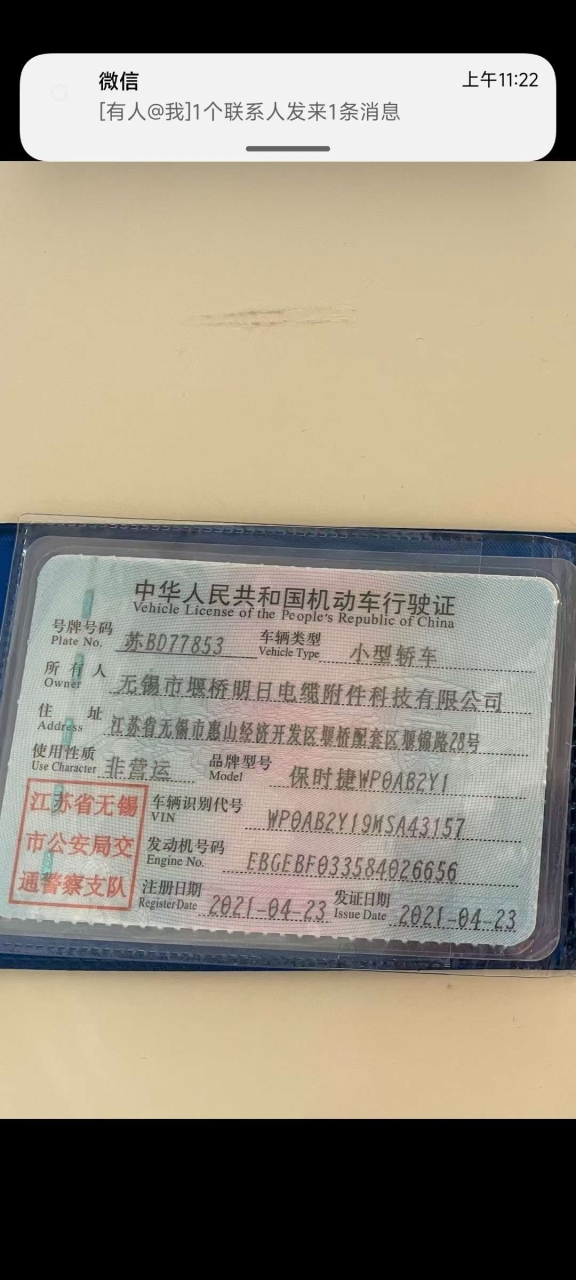 微信
上午11:22
[有人@我]1个联系人发来1条消息
中华人民共和国机动车行驶证
Vehicle License of the People's Republic of China
号牌号码 苏BD77853 车辆类型 小型轿车
Plate No. Vehicle Type
所有人 无锡市堰桥明日电缆附件科技有限公司
Owner
住址 江苏省无锡市惠山经济开发区堰桥配套区堰锦路28号
Address
使用性质 非营运 品牌型号 保时捷WP0AB2Y1
Use Character Model
江苏省无锡
市公安局交
通警察支队
车辆识别代号 WP0AB2Y19MSA43157
VIN
发动机号码 EBGEBF033584026656
Engine No.
注册日期 2021-04-23 发证日期 2021-04-23
Register Date Issue Date